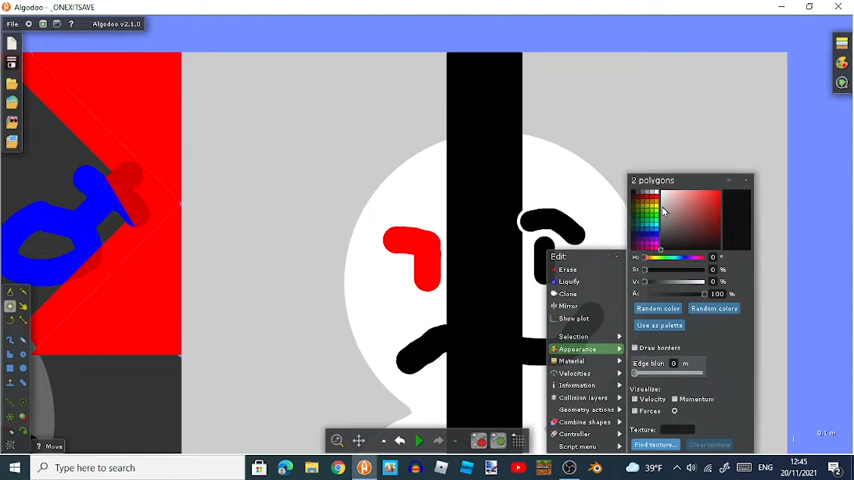 Algodoo - _ONEXITSAVE
File ? Algodoo v2.1.0
2 polygons
H: 0 °
S: 0 %
V: 0 %
A: 100 %
Random color Random colors
Use as palette
Draw borders
Edge blur 0 m
Visualize:
Velocity Momentum
Forces
Texture:
Find texture... Clear texture
Edit:
Erase
Liquify
Clone
Mirror
Show plot
Selection
Appearance
Material
Velocities
Information
Collision layers
Geometry actions
Combine shapes
Controller
Script menu
? Move
0.1 m
Type here to search
39°F
ENG
12:45
20/11/2021
2